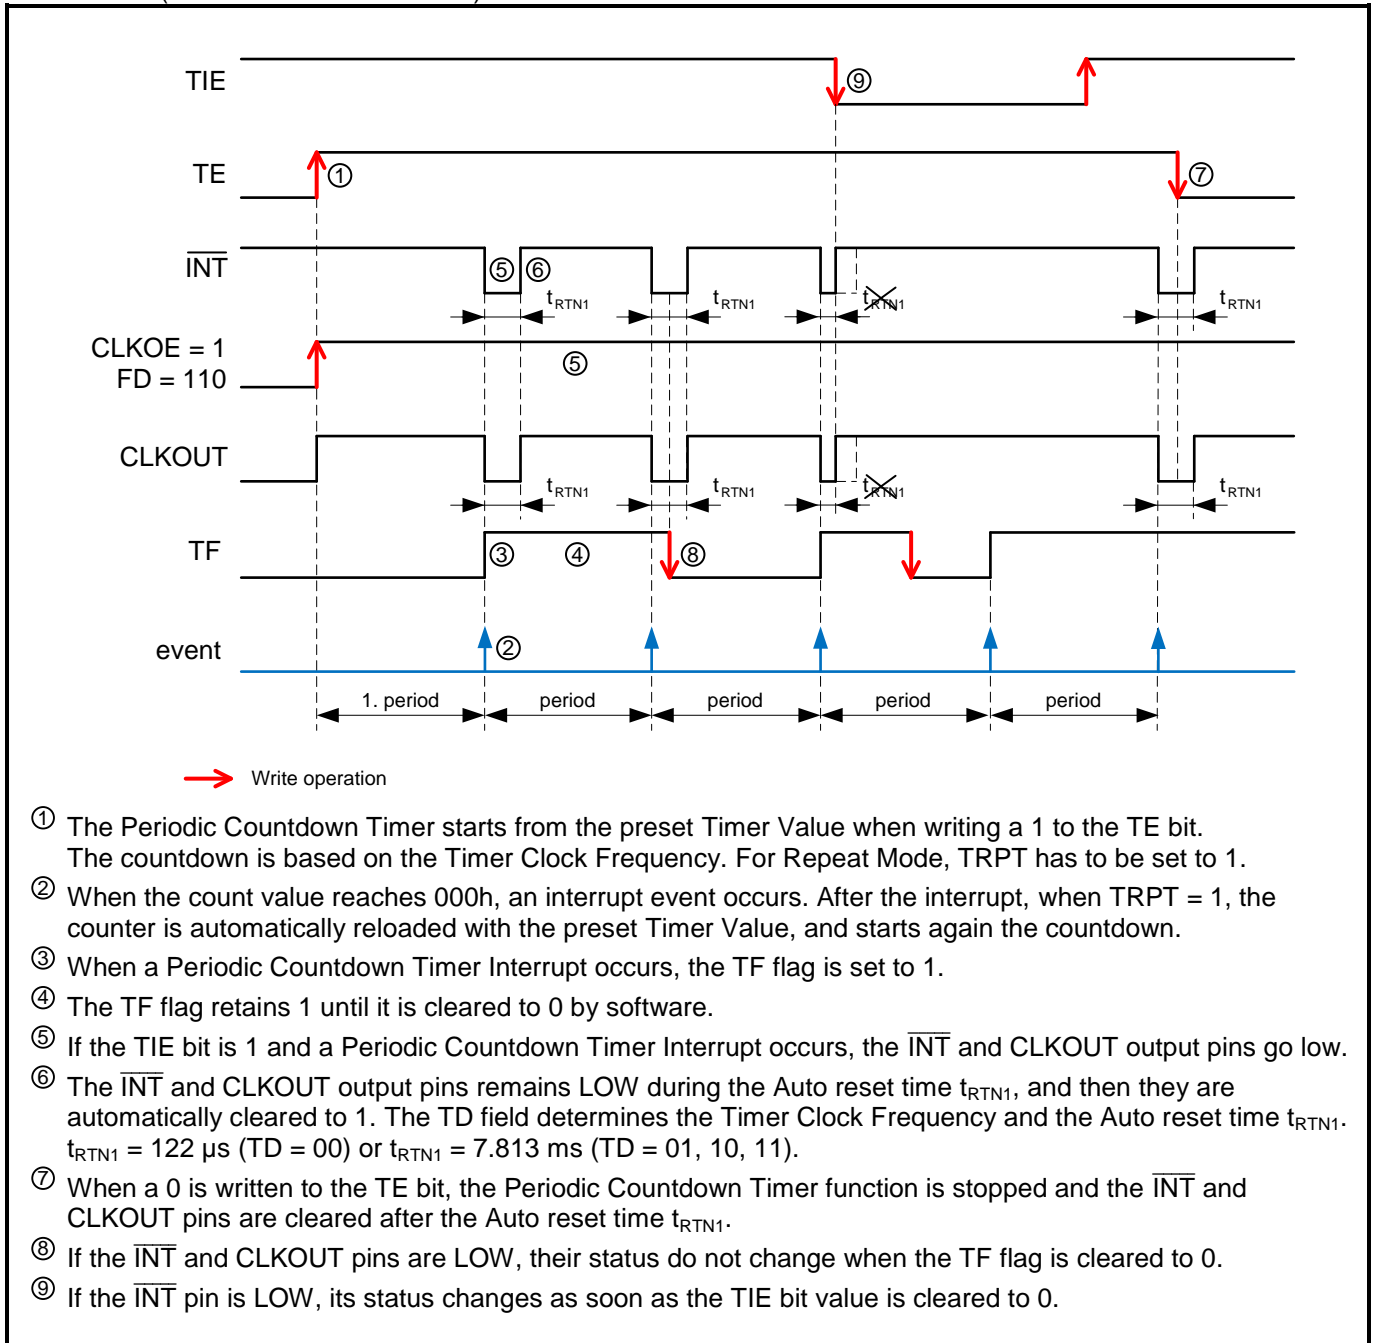 TIE
⑨
TE
①
⑦
INT
⑤ ⑥
tRTN1 tRTN1 tRTN1 tRTN1
CLKOE = 1
FD = 110
⑤
CLKOUT
tRTN1 tRTN1 tRTN1 tRTN1
TF
③ ④ ⑧
event
②
1. period period period period period
Write operation
① The Periodic Countdown Timer starts from the preset Timer Value when writing a 1 to the TE bit.
The countdown is based on the Timer Clock Frequency. For Repeat Mode, TRPT has to be set to 1.
② When the count value reaches 000h, an interrupt event occurs. After the interrupt, when TRPT = 1, the
counter is automatically reloaded with the preset Timer Value, and starts again the countdown.
③ When a Periodic Countdown Timer Interrupt occurs, the TF flag is set to 1.
④ The TF flag retains 1 until it is cleared to 0 by software.
⑤ If the TIE bit is 1 and a Periodic Countdown Timer Interrupt occurs, the INT and CLKOUT output pins go low.
⑥ The INT and CLKOUT output pins remains LOW during the Auto reset time tRTN1, and then they are
automatically cleared to 1. The TD field determines the Timer Clock Frequency and the Auto reset time tRTN1.
tRTN1 = 122 µs (TD = 00) or tRTN1 = 7.813 ms (TD = 01, 10, 11).
⑦ When a 0 is written to the TE bit, the Periodic Countdown Timer function is stopped and the INT and
CLKOUT pins are cleared after the Auto reset time tRTN1.
⑧ If the INT and CLKOUT pins are LOW, their status do not change when the TF flag is cleared to 0.
⑨ If the INT pin is LOW, its status changes as soon as the TIE bit value is cleared to 0.